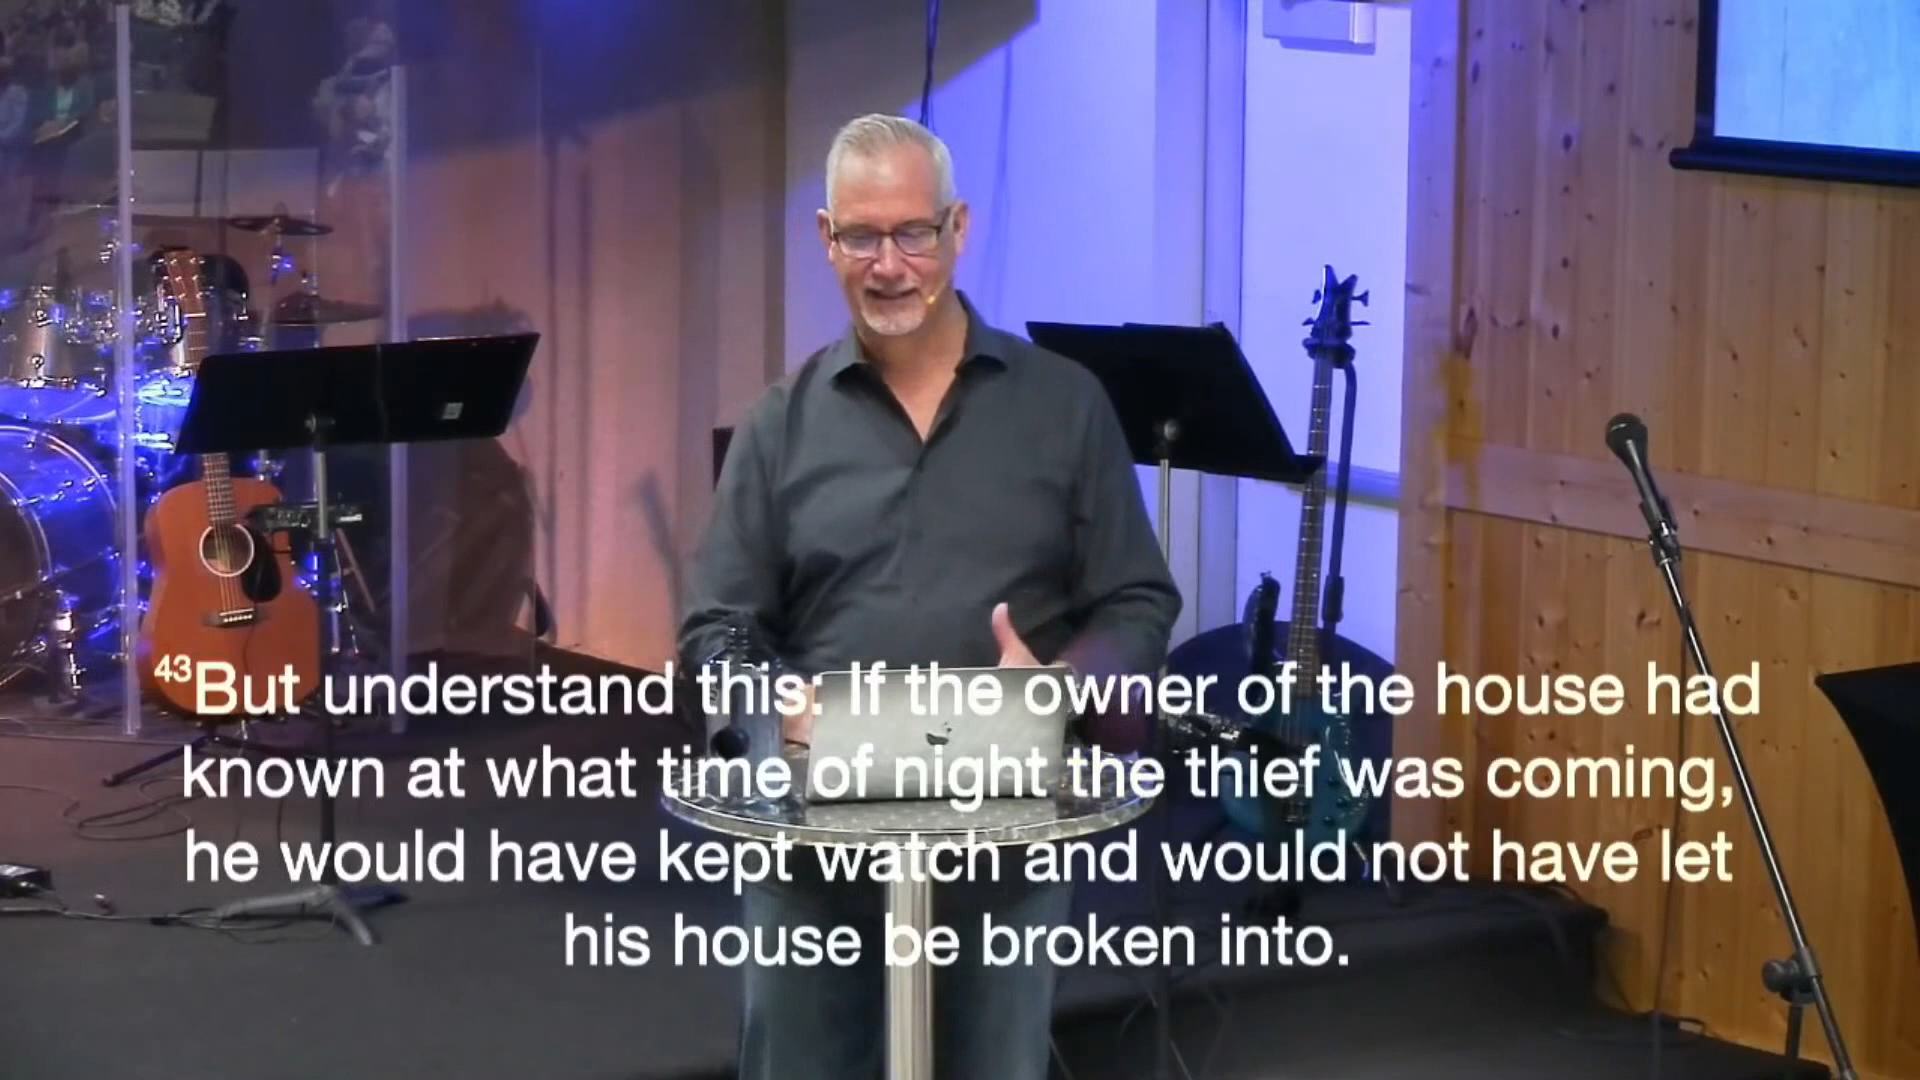 43But understand this: If the owner of the house had
known at what time of night the thief was coming,
he would have kept watch and would not have let
his house be broken into.